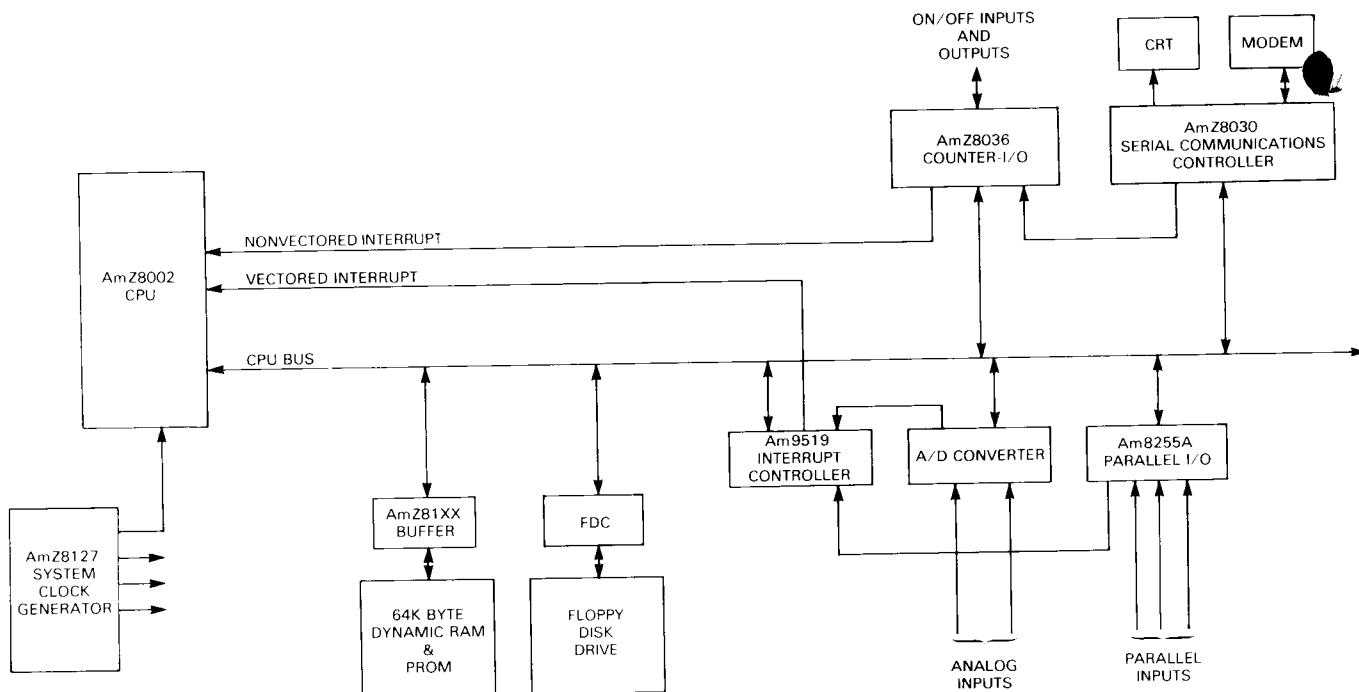 ON/OFF INPUTS
AND
OUTPUTS
CRT
MODEM
AmZ8036
COUNTER-I/O
AmZ8030
SERIAL COMMUNICATIONS
CONTROLLER
NONVECTORED INTERRUPT
AmZ8002
CPU
VECTORED INTERRUPT
CPU BUS
Am9519
INTERRUPT
CONTROLLER
A/D CONVERTER
Am8255A
PARALLEL I/O
AmZ81XX
BUFFER
FDC
AmZ8127
SYSTEM
CLOCK
GENERATOR
64K BYTE
DYNAMIC RAM
&
PROM
FLOPPY
DISK
DRIVE
ANALOG
INPUTS
PARALLEL
INPUTS